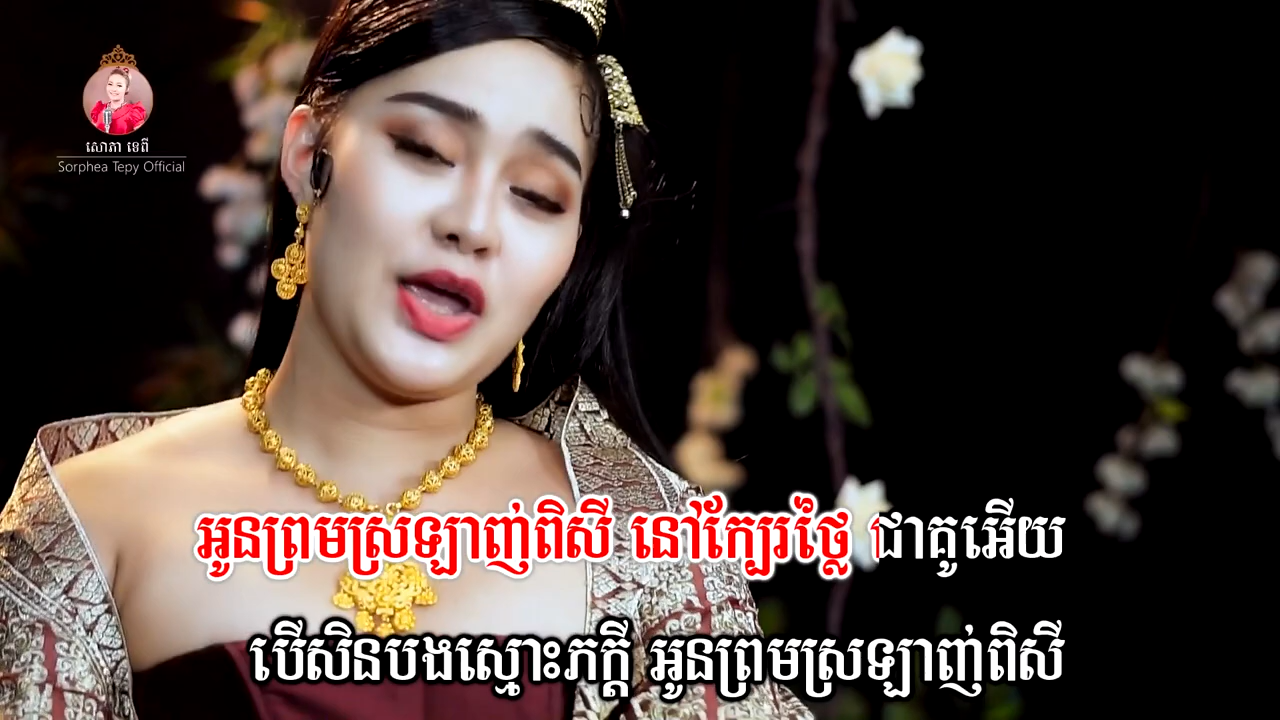 សោភា ទេពី
Sorphea Tepy Official
អូនព្រមស្រឡាញ់ពិសី នៅក្បែរថ្លៃ ជាគូអើយ
បើសិនបងស្មោះភក្តី អូនព្រមស្រឡាញ់ពិសី